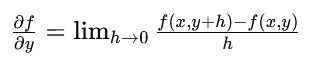 ∂f/∂y = lim_{h→0} (f(x,y+h)−f(x,y))/h